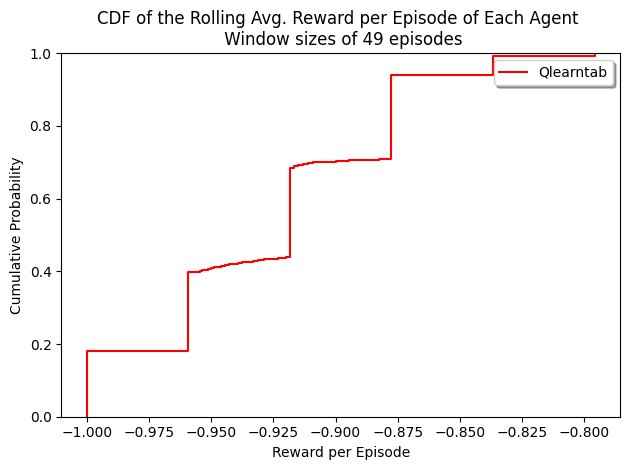 CDF of the Rolling Avg. Reward per Episode of Each Agent
Window sizes of 49 episodes
Qlearntab
Cumulative Probability
1.0
0.8
0.6
0.4
0.2
0.0
−1.000 −0.975 −0.950 −0.925 −0.900 −0.875 −0.850 −0.825 −0.800
Reward per Episode